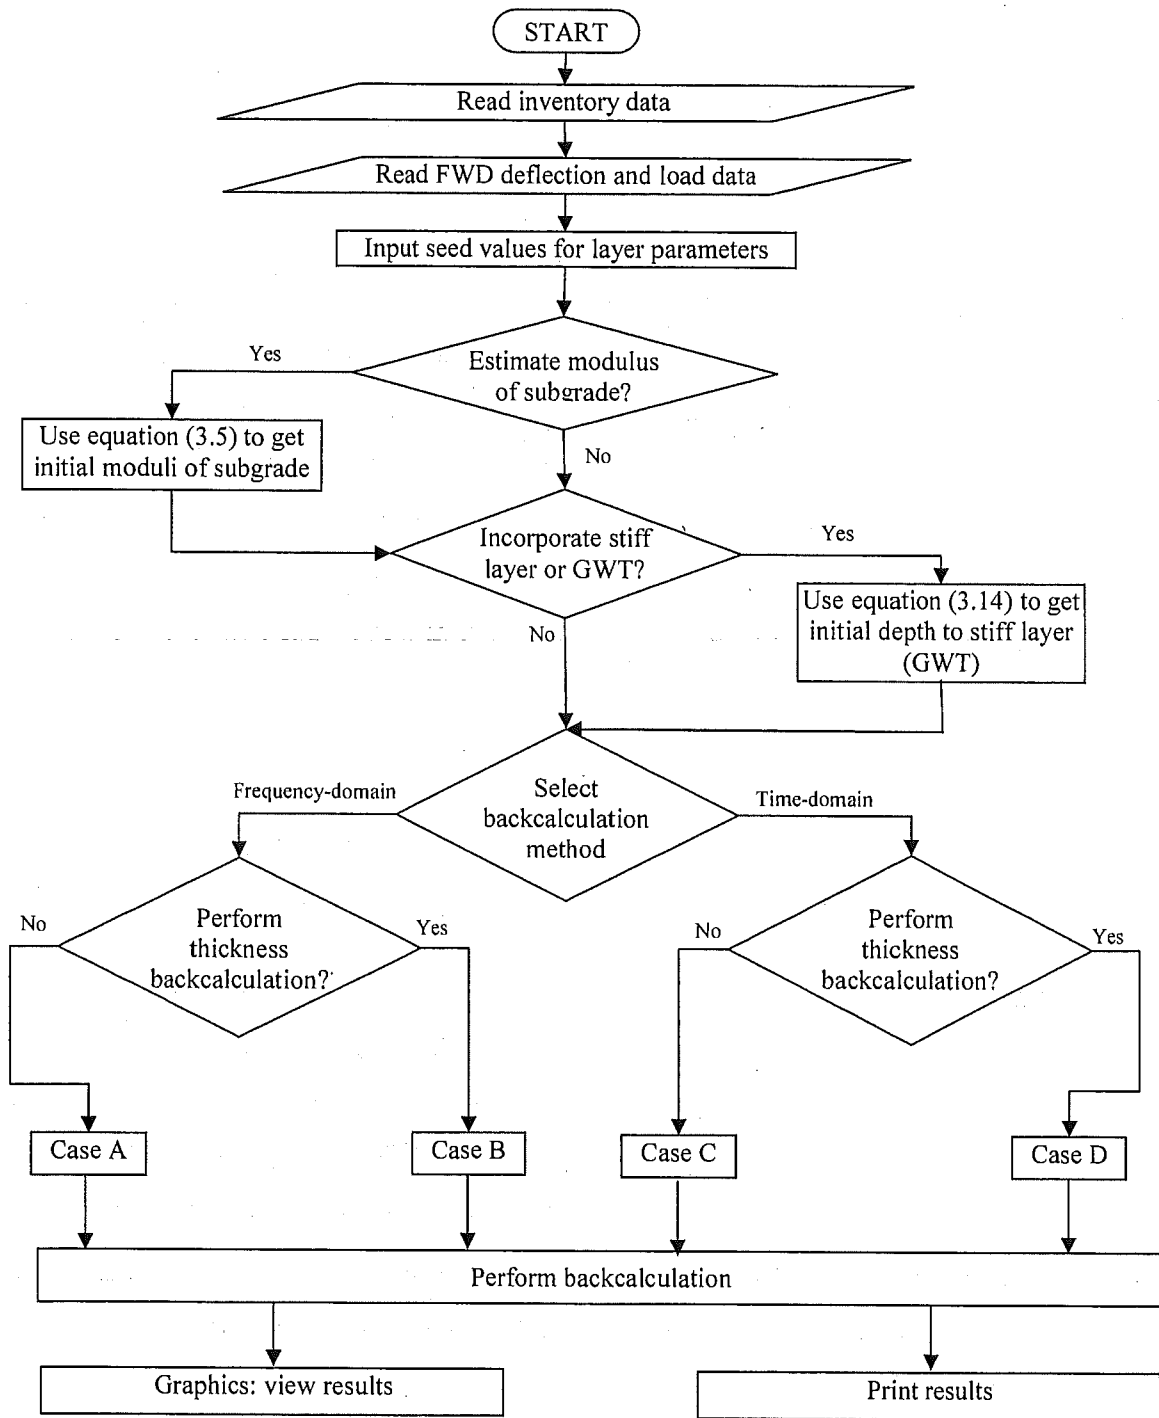 START
Read inventory data
Read FWD deflection and load data
Input seed values for layer parameters
Yes
Estimate modulus
of subgrade?
Use equation (3.5) to get
initial moduli of subgrade
No
Incorporate stiff
layer or GWT?
Yes
Use equation (3.14) to get
initial depth to stiff layer
(GWT)
No
Frequency-domain
Select
backcalculation
method
Time-domain
No
Perform
thickness
backcalculation?
Yes
No
Perform
thickness
backcalculation?
Yes
Case A
Case B
Case C
Case D
Perform backcalculation
Graphics: view results
Print results